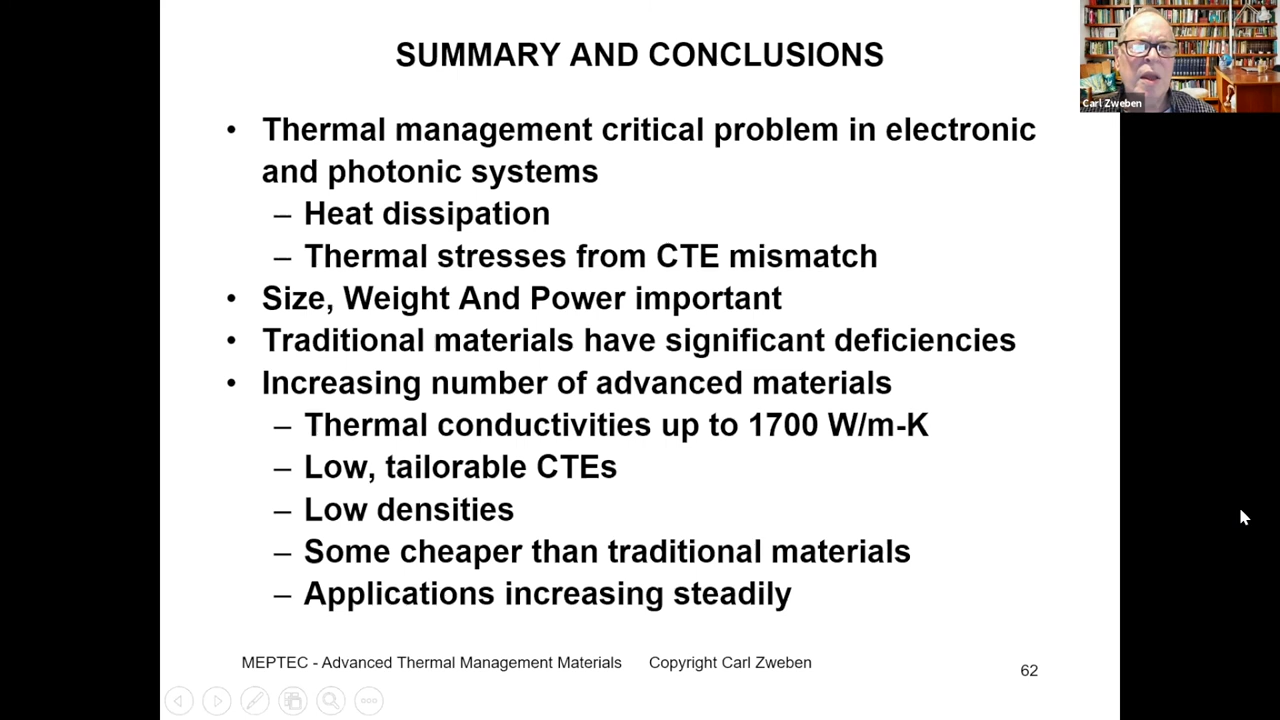 SUMMARY AND CONCLUSIONS
Carl Zweben
• Thermal management critical problem in electronic
and photonic systems
– Heat dissipation
– Thermal stresses from CTE mismatch
• Size, Weight And Power important
• Traditional materials have significant deficiencies
• Increasing number of advanced materials
– Thermal conductivities up to 1700 W/m-K
– Low, tailorable CTEs
– Low densities
– Some cheaper than traditional materials
– Applications increasing steadily
MEPTEC - Advanced Thermal Management Materials Copyright Carl Zweben
62